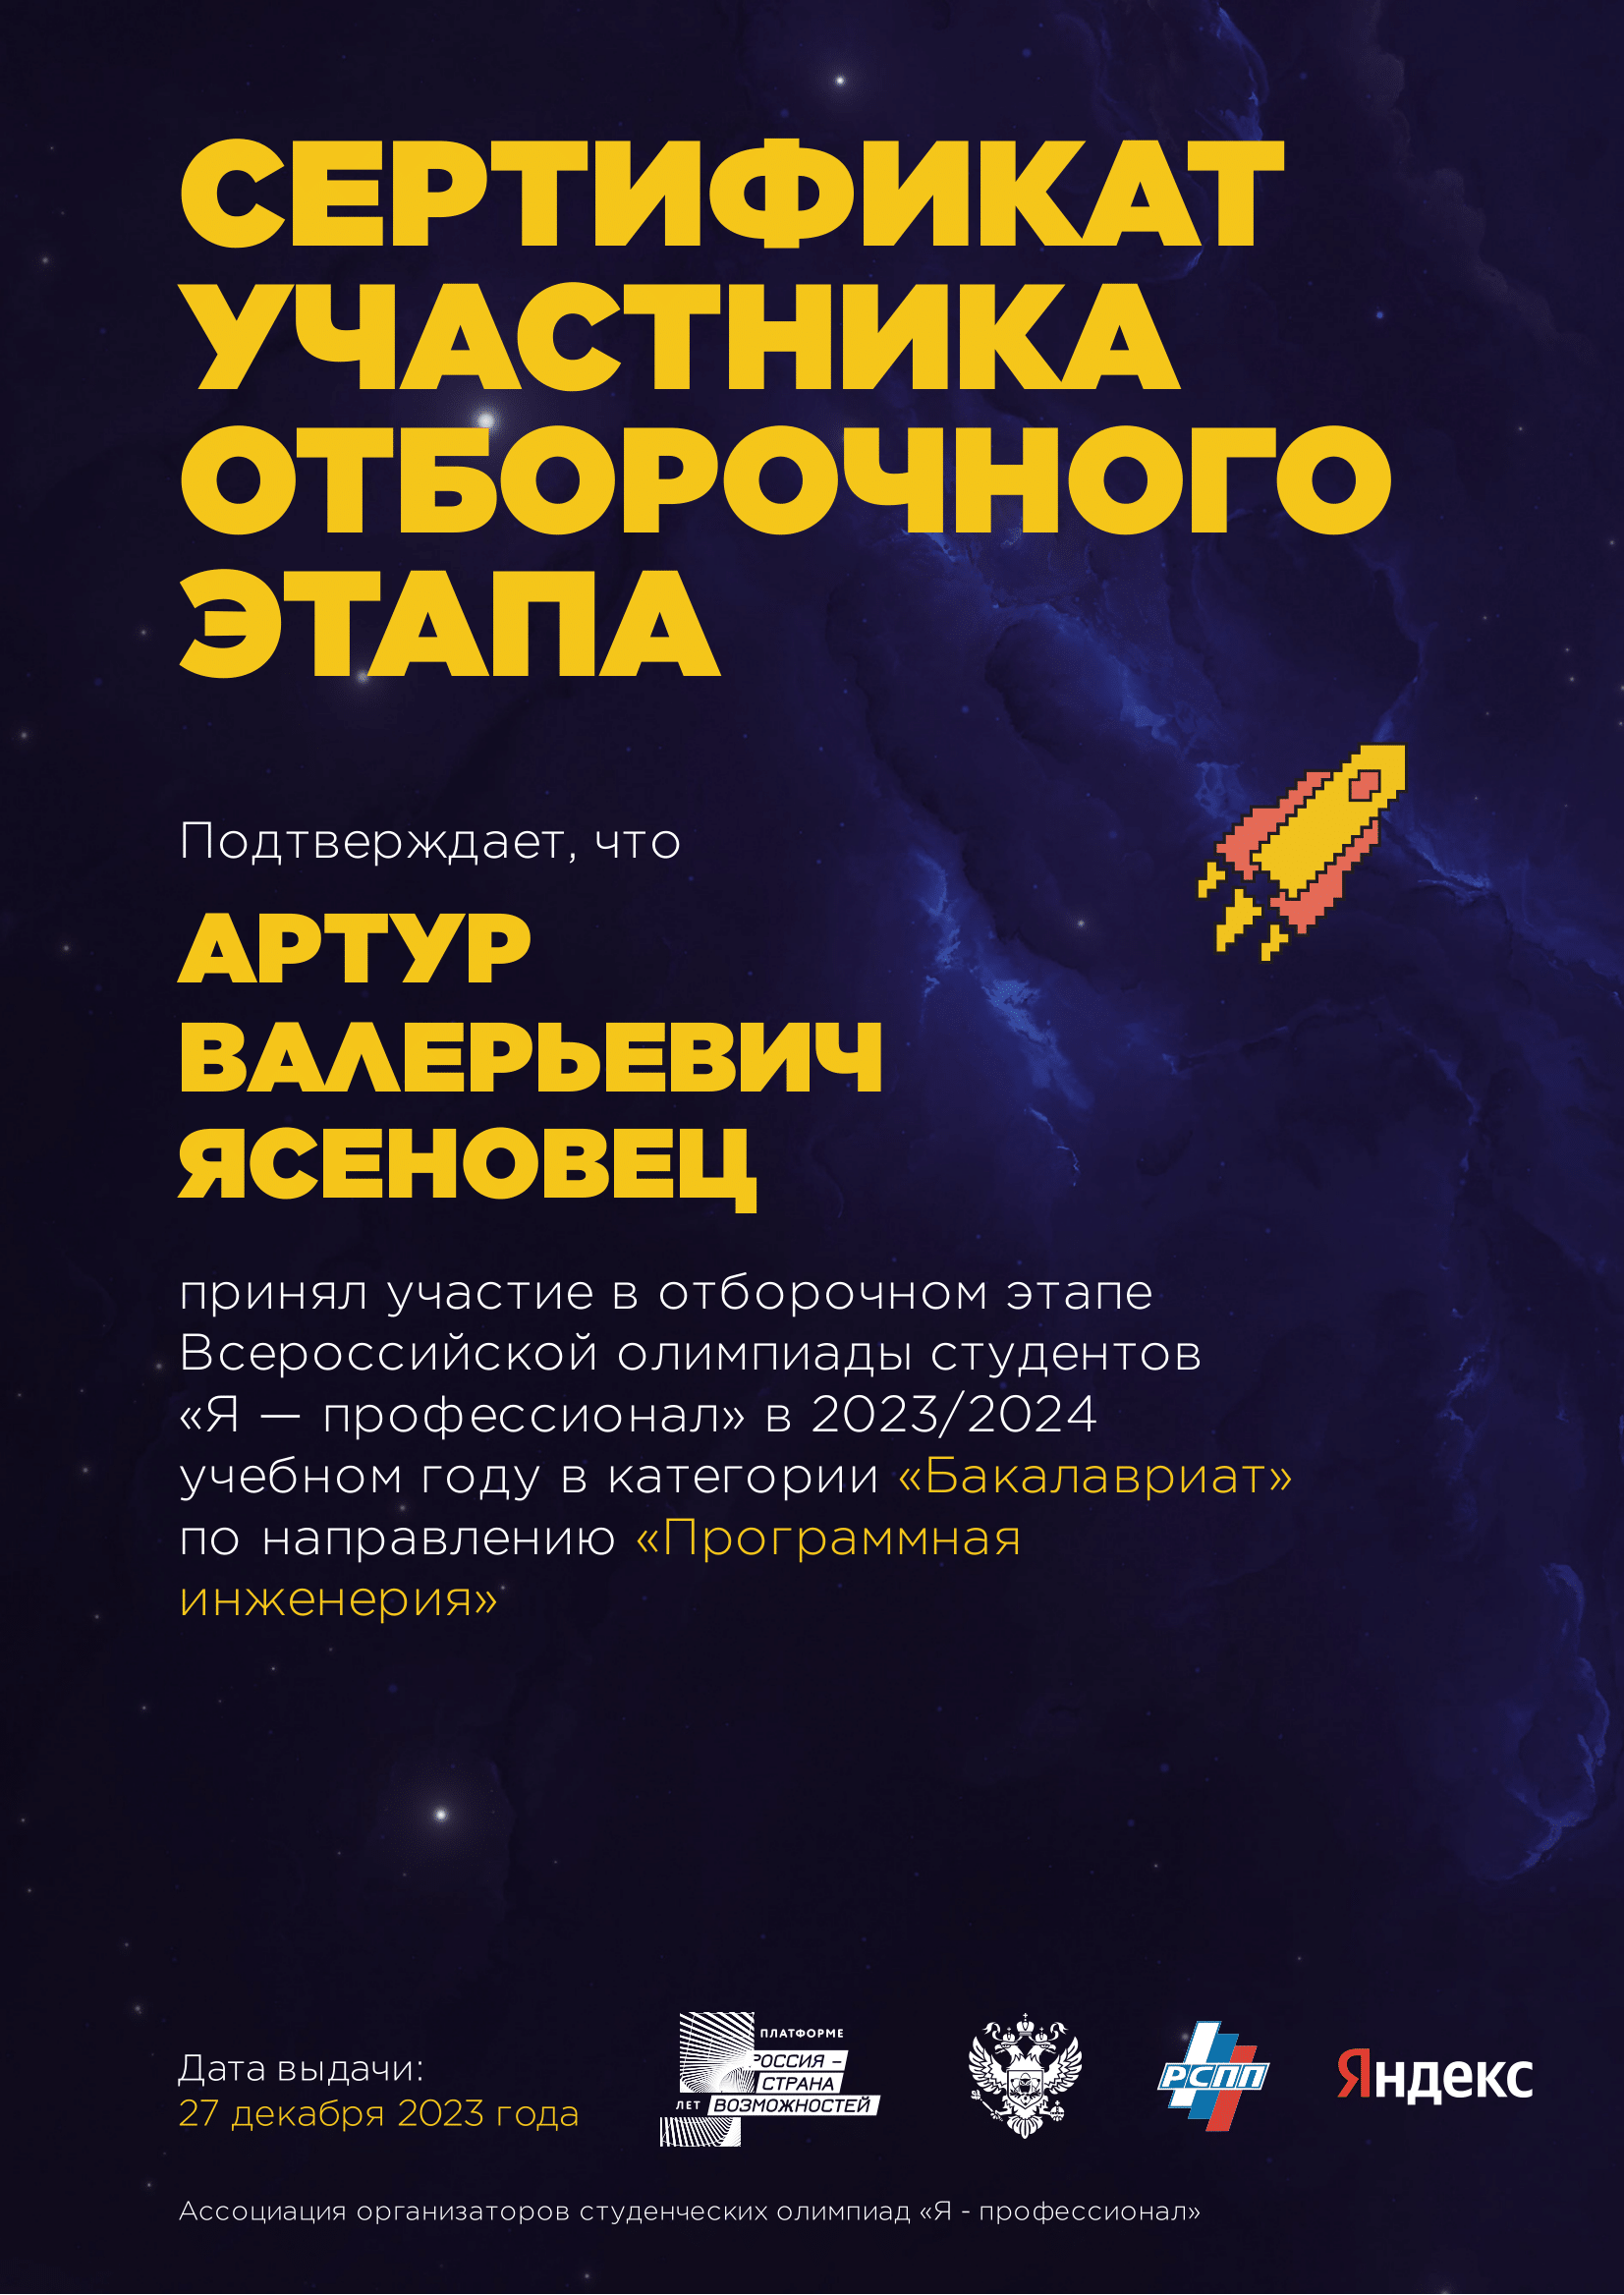 СЕРТИФИКАТ
УЧАСТНИКА
ОТБОРОЧНОГО
ЭТАПА
Подтверждает, что
АРТУР
ВАЛЕРЬЕВИЧ
ЯСЕНОВЕЦ
принял участие в отборочном этапе
Всероссийской олимпиады студентов
«Я — профессионал» в 2023/2024
учебном году в категории «Бакалавриат»
по направлению «Программная
инженерия»
Дата выдачи:
27 декабря 2023 года
ПЛАТФОРМЕ
РОССИЯ –
СТРАНА
ЛЕТ ВОЗМОЖНОСТЕЙ
РСПП
Яндекс
Ассоциация организаторов студенческих олимпиад «Я - профессионал»